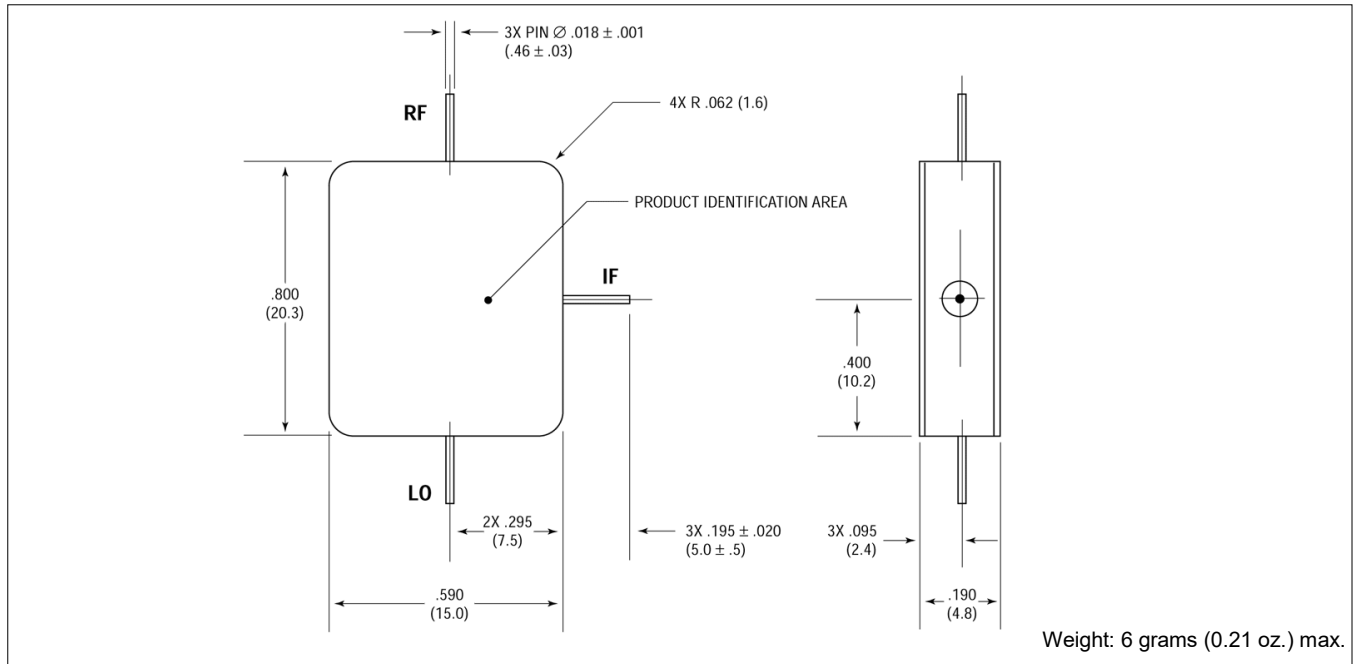 3X PIN Ø .018 ± .001
(.46 ± .03)
RF
4X R .062 (1.6)
PRODUCT IDENTIFICATION AREA
IF
.800
(20.3)
.400
(10.2)
LO
2X .295
(7.5)
3X .195 ± .020
(5.0 ± .5)
3X .095
(2.4)
.590
(15.0)
.190
(4.8)
Weight: 6 grams (0.21 oz.) max.